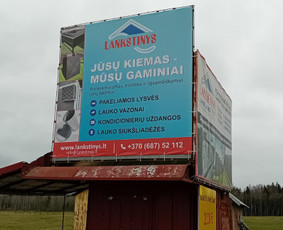 LANKSTINYS
JŪSŲ KIEMAS -
MŪSŲ GAMINIAI
PAKELIAMOS LYSVĖS
LAUKO VAZONAI
KONDICIONIERIŲ UŽDANGOS
LAUKO ŠIUKŠLIADĖŽĖS
www.lankstinys.lt
+370 (687) 52 112
LANKSTINYS